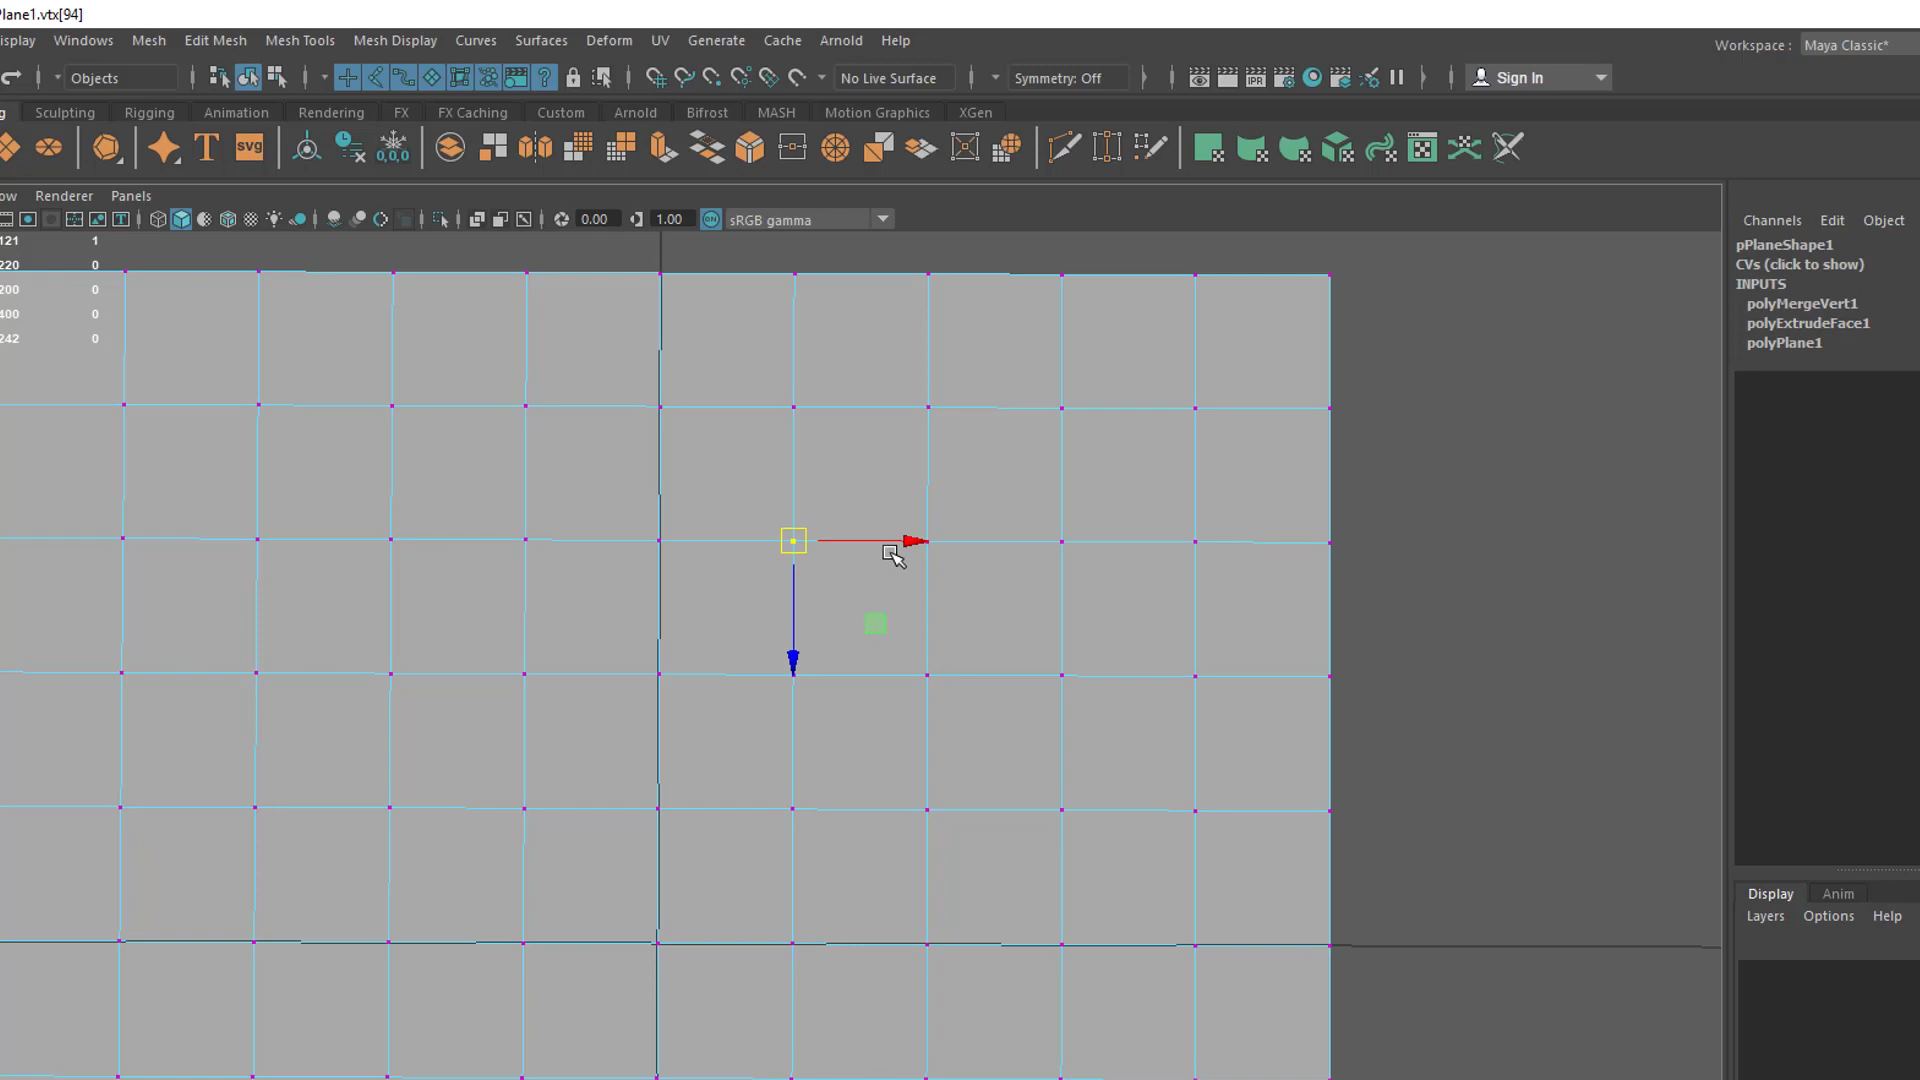 Plane1.vtx[94]
isplay Windows Mesh Edit Mesh Mesh Tools Mesh Display Curves Surfaces Deform UV Generate Cache Arnold Help
Workspace : Maya Classic*
Objects No Live Surface Symmetry: Off Sign In
g Sculpting Rigging Animation Rendering FX FX Caching Custom Arnold Bifrost MASH Motion Graphics XGen
T svg 0,0,0
ow Renderer Panels
0.00 1.00 ON sRGB gamma
121 1
220 0
200 0
400 0
242 0
Channels Edit Object
pPlaneShape1
CVs (click to show)
INPUTS
polyMergeVert1
polyExtrudeFace1
polyPlane1
Display Anim
Layers Options Help